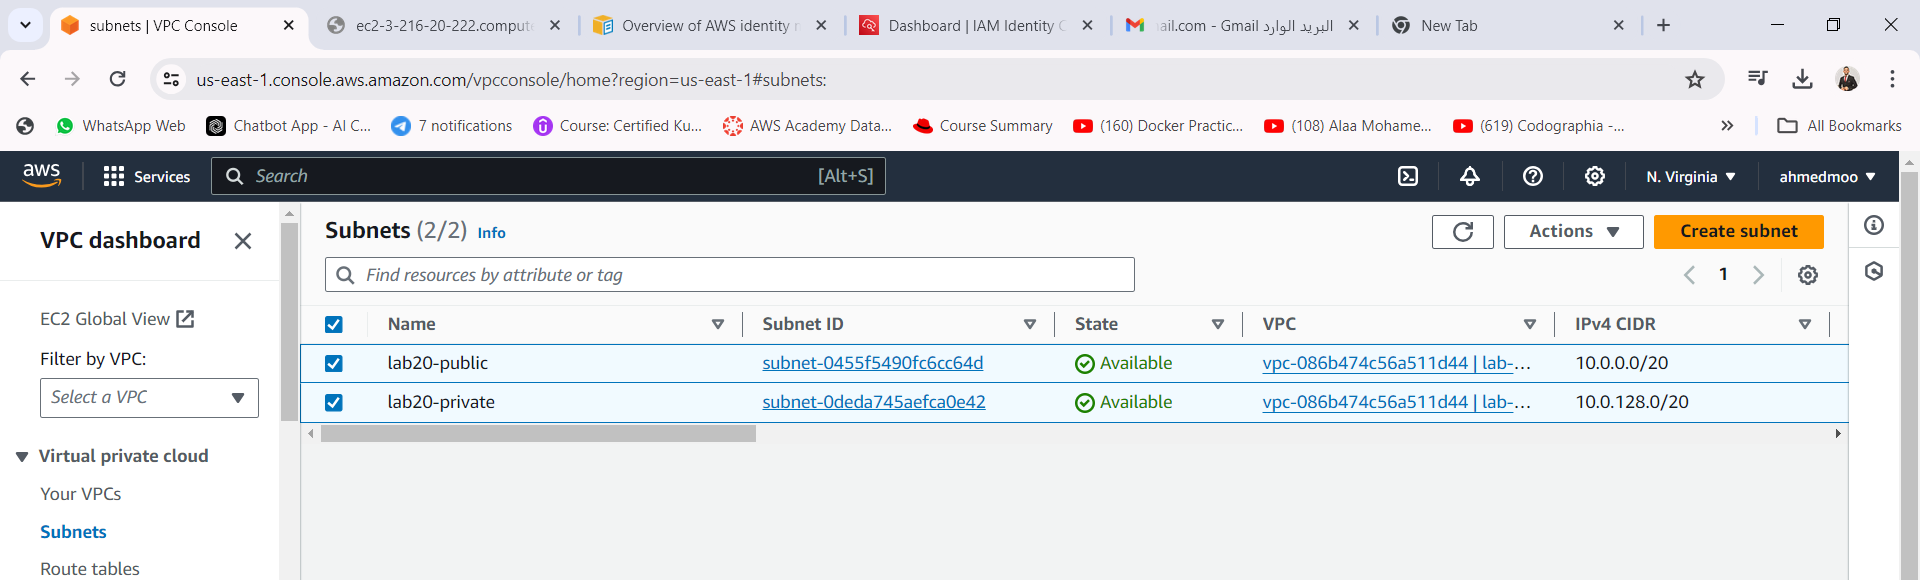 subnets | VPC Console
ec2-3-216-20-222.compute
Overview of AWS identity
Dashboard | IAM Identity C
ail.com - Gmail البريد الوارد
New Tab
us-east-1.console.aws.amazon.com/vpcconsole/home?region=us-east-1#subnets:
WhatsApp Web
Chatbot App - AI C...
7 notifications
Course: Certified Ku...
AWS Academy Data...
Course Summary
(160) Docker Practic...
(108) Alaa Mohame...
(619) Codographia -...
All Bookmarks
aws
Services
Search
[Alt+S]
N. Virginia
ahmedmoo
VPC dashboard
EC2 Global View
Filter by VPC:
Select a VPC
Virtual private cloud
Your VPCs
Subnets
Route tables
Subnets (2/2) Info
Actions
Create subnet
Find resources by attribute or tag
1
Name Subnet ID State VPC IPv4 CIDR
lab20-public subnet-0455f5490fc6cc64d Available vpc-086b474c56a511d44 | lab-... 10.0.0.0/20
lab20-private subnet-0deda745aefca0e42 Available vpc-086b474c56a511d44 | lab-... 10.0.128.0/20